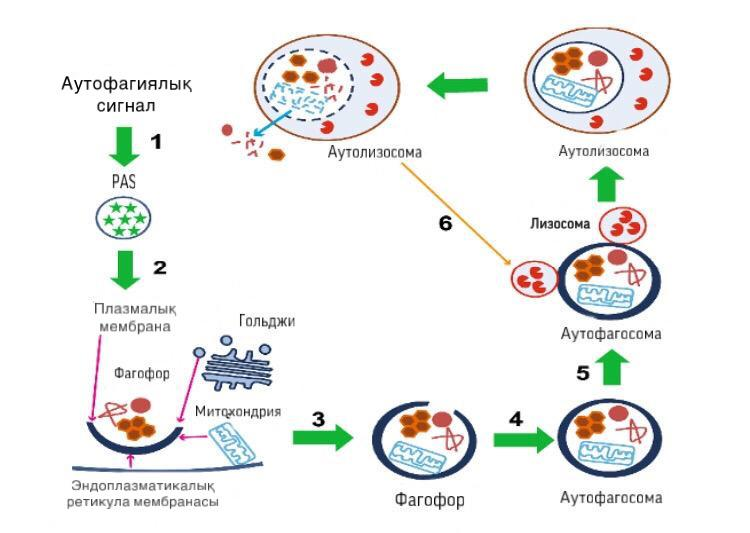 Аутофагиялық
сигнал
1
PAS
2
Плазмалық
мембрана
Гольджи
Фагофор
Митохондрия
Эндоплазматикалық
ретикула мембранасы
3
Фагофор
4
Аутофагосома
5
Аутофагосома
Лизосома
Аутолизосома
Аутолизосома
6